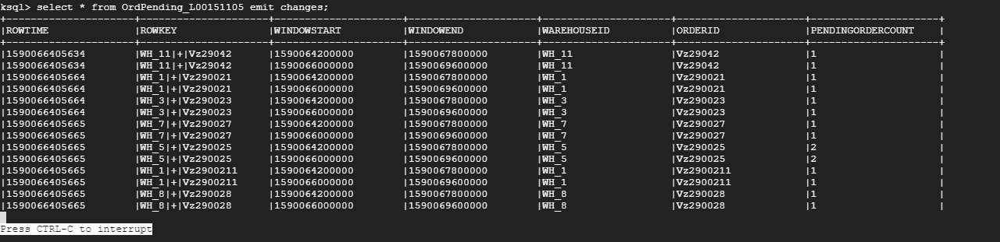 ksql> select * from OrdPending_L00151105 emit changes;
+---------------------+---------------------+---------------------+---------------------+---------------------+---------------------+---------------------+
|ROWTIME |ROWKEY |WINDOWSTART |WINDOWEND |WAREHOUSEID |ORDERID |PENDINGORDERCOUNT |
+---------------------+---------------------+---------------------+---------------------+---------------------+---------------------+---------------------+
|1590066405634 |WH_11|+|Vz29042 |1590064200000 |1590067800000 |WH_11 |Vz29042 |1 |
|1590066405634 |WH_11|+|Vz29042 |1590066000000 |1590069600000 |WH_11 |Vz29042 |1 |
|1590066405664 |WH_1|+|Vz290021 |1590064200000 |1590067800000 |WH_1 |Vz290021 |1 |
|1590066405664 |WH_1|+|Vz290021 |1590066000000 |1590069600000 |WH_1 |Vz290021 |1 |
|1590066405664 |WH_3|+|Vz290023 |1590064200000 |1590067800000 |WH_3 |Vz290023 |1 |
|1590066405664 |WH_3|+|Vz290023 |1590066000000 |1590069600000 |WH_3 |Vz290023 |1 |
|1590066405665 |WH_7|+|Vz290027 |1590064200000 |1590067800000 |WH_7 |Vz290027 |1 |
|1590066405665 |WH_7|+|Vz290027 |1590066000000 |1590069600000 |WH_7 |Vz290027 |1 |
|1590066405665 |WH_5|+|Vz290025 |1590064200000 |1590067800000 |WH_5 |Vz290025 |2 |
|1590066405665 |WH_5|+|Vz290025 |1590066000000 |1590069600000 |WH_5 |Vz290025 |2 |
|1590066405665 |WH_1|+|Vz2900211 |1590064200000 |1590067800000 |WH_1 |Vz2900211 |1 |
|1590066405665 |WH_1|+|Vz2900211 |1590066000000 |1590069600000 |WH_1 |Vz2900211 |1 |
|1590066405665 |WH_8|+|Vz290028 |1590064200000 |1590067800000 |WH_8 |Vz290028 |1 |
|1590066405665 |WH_8|+|Vz290028 |1590066000000 |1590069600000 |WH_8 |Vz290028 |1 |
Press CTRL-C to interrupt